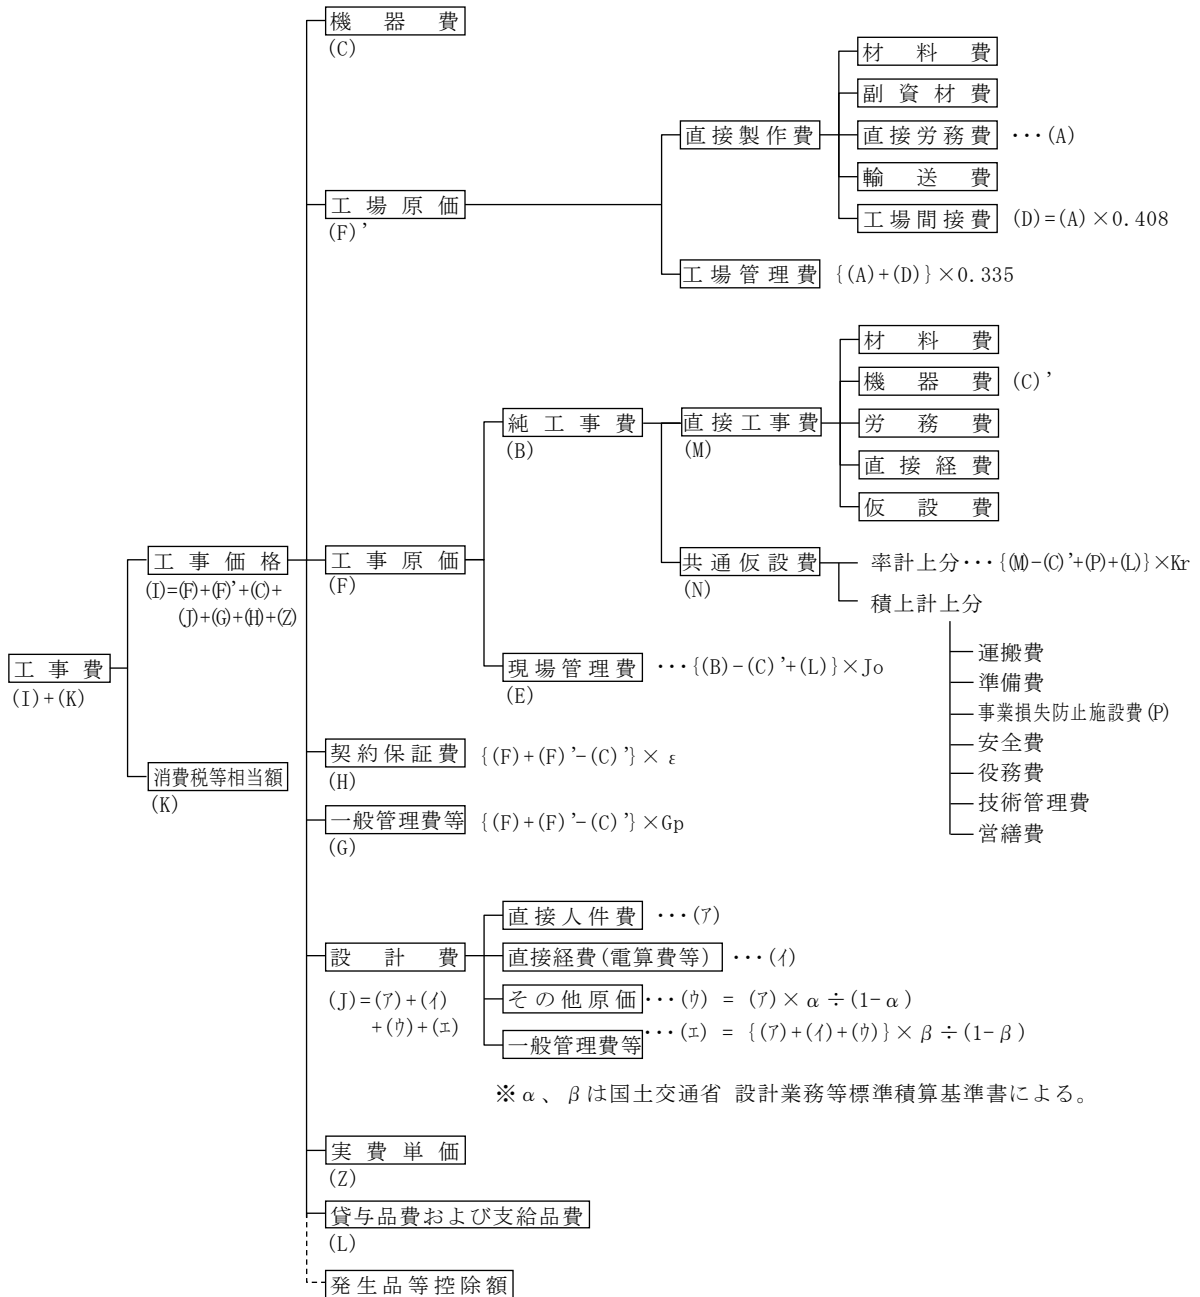 機器費
(C)
材料費
副資材費
直接製作費
直接労務費 ・・・(A)
輸送費
工場原価
(F)’
工場間接費 (D)=(A)×0.408
工場管理費 {(A)+(D)}×0.335
材料費
機器費 (C)’
純工事費
(B)
直接工事費
(M)
労務費
直接経費
仮設費
工事価格
(I)=(F)+(F)’+(C)+
(J)+(G)+(H)+(Z)
工事原価
(F)
共通仮設費
(N)
率計上分・・・{(M)-(C)’+(P)+(L)}×Kr
積上計上分
運搬費
準備費
事業損失防止施設費(P)
安全費
役務費
技術管理費
営繕費
工事費
(I)+(K)
現場管理費 ・・・{(B)-(C)’+(L)}×Jo
(E)
契約保証費 {(F)+(F)’-(C)’}×ε
(H)
消費税等相当額
(K)
一般管理費等 {(F)+(F)’-(C)’}×Gp
(G)
直接人件費 ・・・(ア)
設計費
直接経費(電算費等) ・・・(イ)
(J)=(ア)+(イ)
+(ウ)+(エ)
その他原価・・・(ウ) = (ア)×α÷(1-α)
一般管理費等・・・(エ) = {(ア)+(イ)+(ウ)}×β÷(1-β)
※α、βは国土交通省 設計業務等標準積算基準書による。
実費単価
(Z)
貸与品費および支給品費
(L)
発生品等控除額